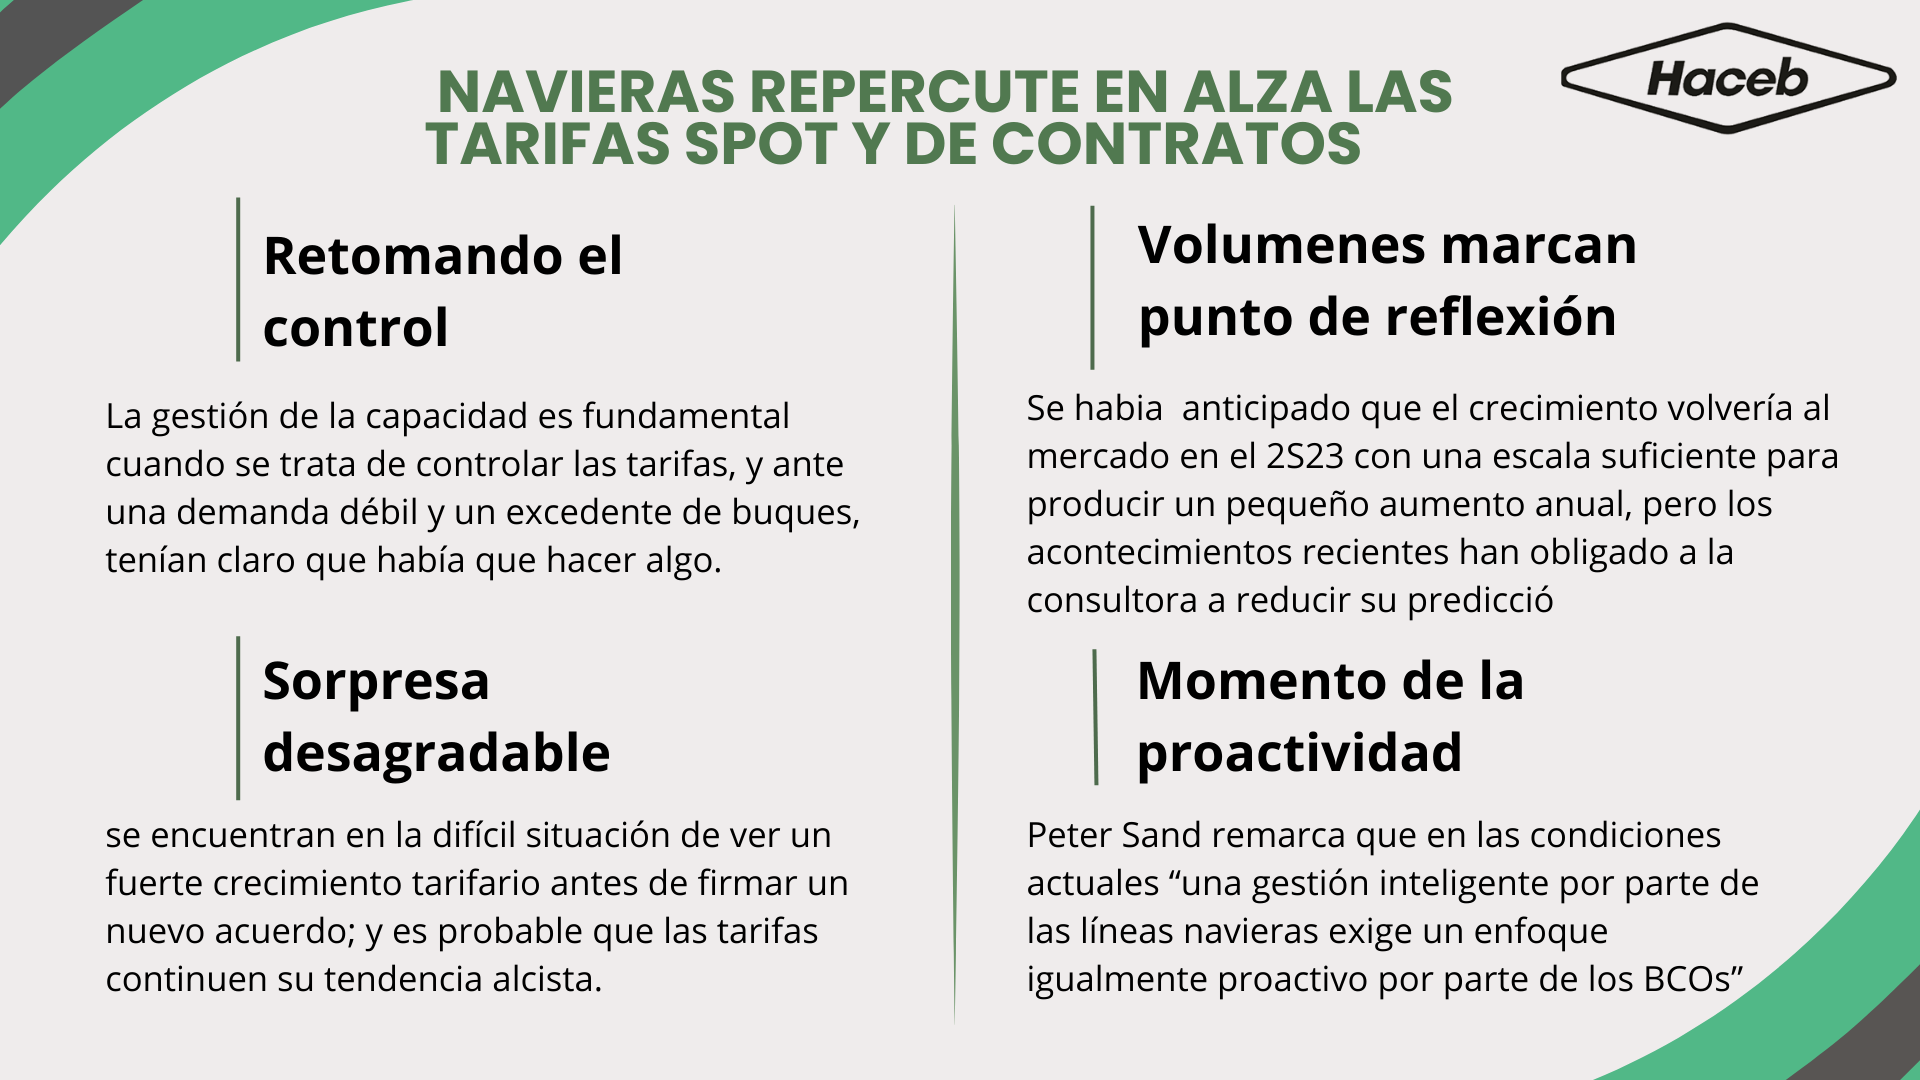 Haceb
NAVIERAS REPERCUTE EN ALZA LAS
TARIFAS SPOT Y DE CONTRATOS
Retomando el
control
La gestión de la capacidad es fundamental
cuando se trata de controlar las tarifas, y ante
una demanda débil y un excedente de buques,
tenían claro que había que hacer algo.
Sorpresa
desagradable
se encuentran en la difícil situación de ver un
fuerte crecimiento tarifario antes de firmar un
nuevo acuerdo; y es probable que las tarifas
continuen su tendencia alcista.
Volumenes marcan
punto de reflexión
Se habia  anticipado que el crecimiento volvería al
mercado en el 2S23 con una escala suficiente para
producir un pequeño aumento anual, pero los
acontecimientos recientes han obligado a la
consultora a reducir su predicció
Momento de la
proactividad
Peter Sand remarca que en las condiciones
actuales “una gestión inteligente por parte de
las líneas navieras exige un enfoque
igualmente proactivo por parte de los BCOs”